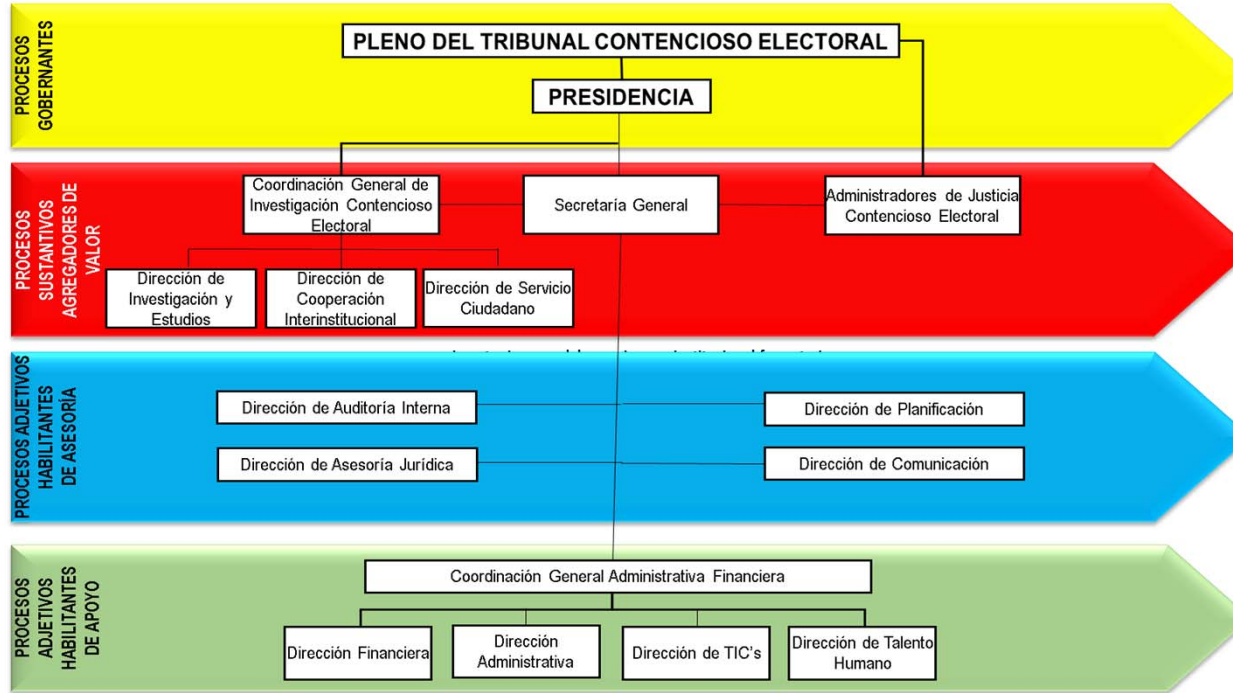 PROCESOS
GOBERNANTES
PLENO DEL TRIBUNAL CONTENCIOSO ELECTORAL
PRESIDENCIA
PROCESOS
SUSTANTIVOS
AGREGADORES DE
VALOR
Coordinación General de
Investigación Contencioso
Electoral
Secretaría General
Administradores de Justicia
Contencioso Electoral
Dirección de
Investigación y
Estudios
Dirección de
Cooperación
Interinstitucional
Dirección de Servicio
Ciudadano
PROCESOS ADJETIVOS
HABILITANTES
DE ASESORÍA
Dirección de Auditoría Interna
Dirección de Planificación
Dirección de Asesoría Jurídica
Dirección de Comunicación
PROCESOS
ADJETIVOS
HABILITANTES
DE APOYO
Coordinación General Administrativa Financiera
Dirección Financiera
Dirección
Administrativa
Dirección de TIC's
Dirección de Talento
Humano